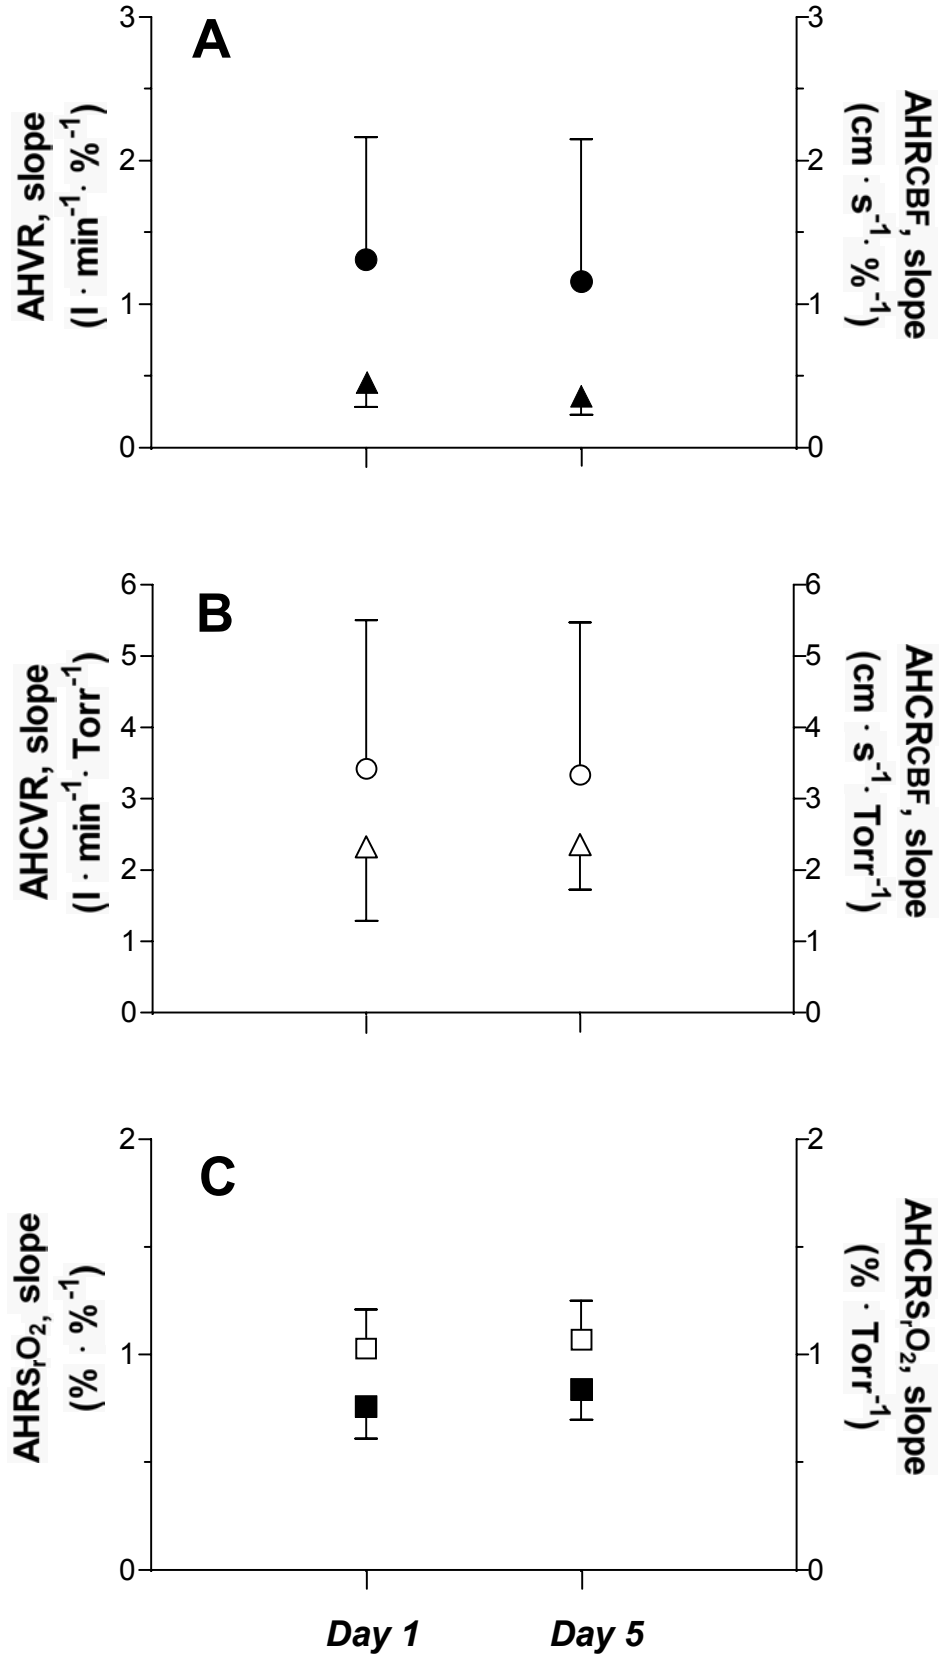 A
3
2
1
0
AHVR, slope
(l · min⁻¹· %⁻¹)
3
2
1
0
AHRCBF, slope
(cm · s⁻¹· %⁻¹)
B
6
5
4
3
2
1
0
AHCVR, slope
(l · min⁻¹· Torr⁻¹)
6
5
4
3
2
1
0
AHCRCBF, slope
(cm · s⁻¹· Torr⁻¹)
C
2
1
0
AHRSrO₂, slope
(% · %⁻¹)
2
1
0
AHCRSrO₂, slope
(% · Torr⁻¹)
Day 1 Day 5